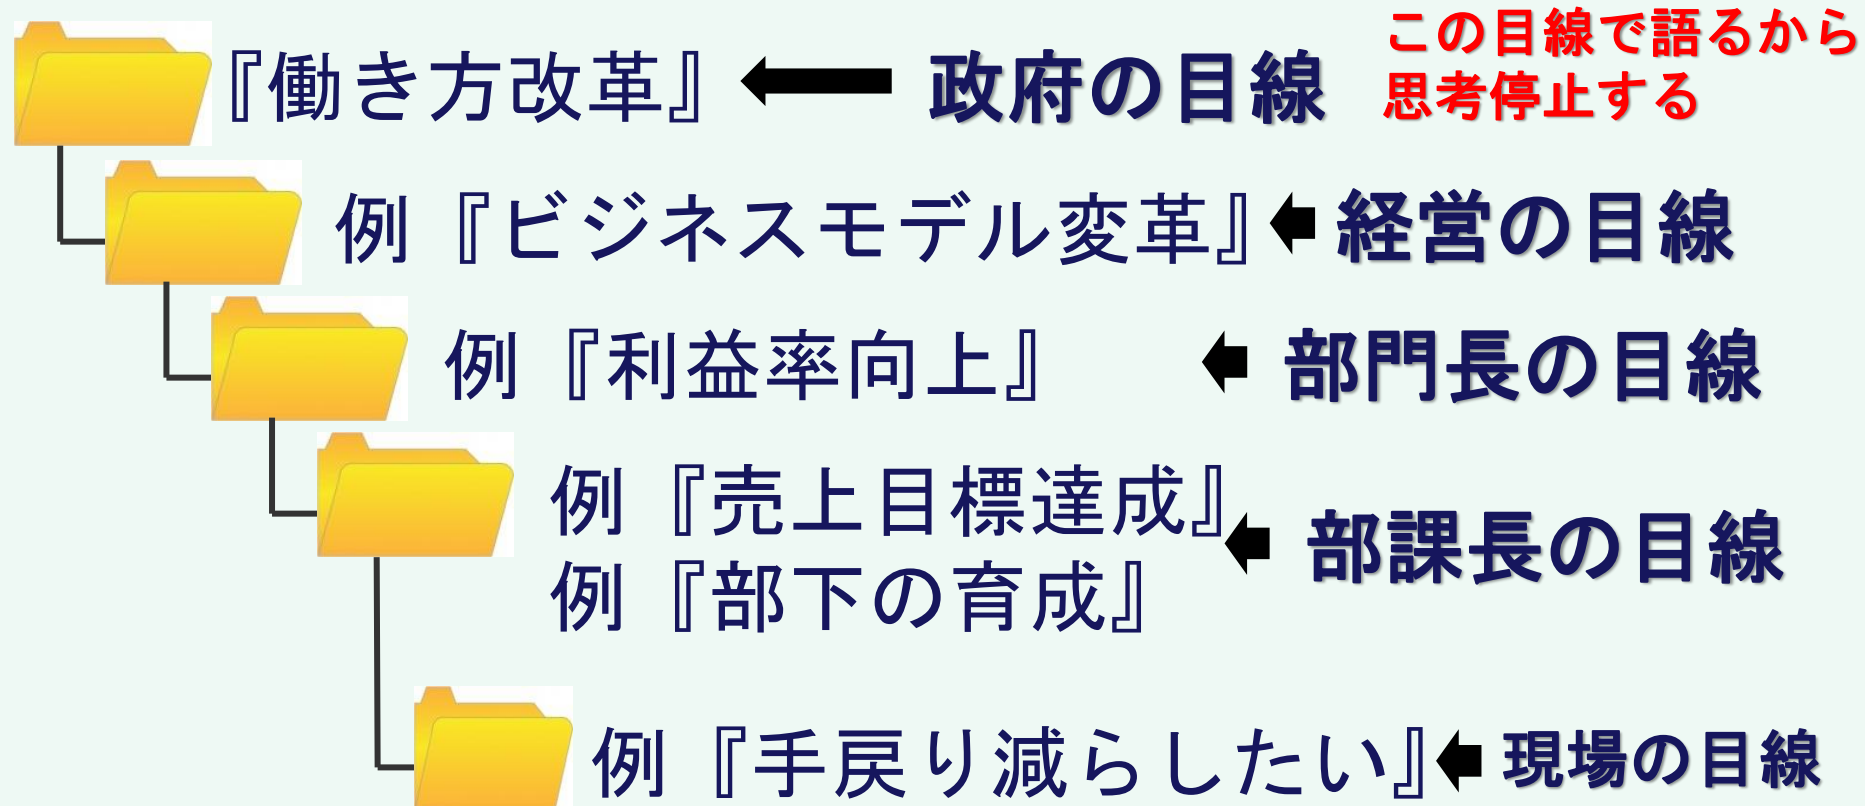 この目線で語るから
思考停止する
『働き方改革』 政府の目線
例『ビジネスモデル変革』 経営の目線
例『利益率向上』 部門長の目線
例『売上目標達成』
例『部下の育成』
部課長の目線
例『手戻り減らしたい』 現場の目線